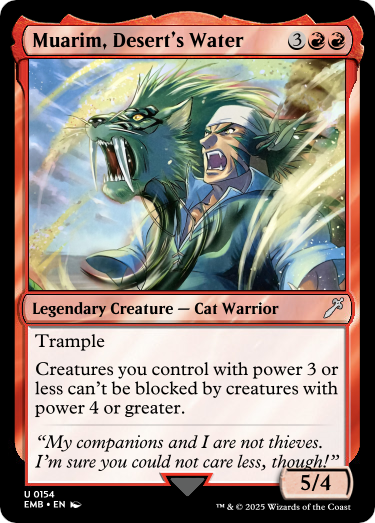 Muarim, Desert's Water 3
Legendary Creature — Cat Warrior
Trample
Creatures you control with power 3 or
less can't be blocked by creatures with
power 4 or greater.
“My companions and I are not thieves.
I'm sure you could not care less, though!”
5/4
U 0154
EMB • EN
™ & © 2025 Wizards of the Coast